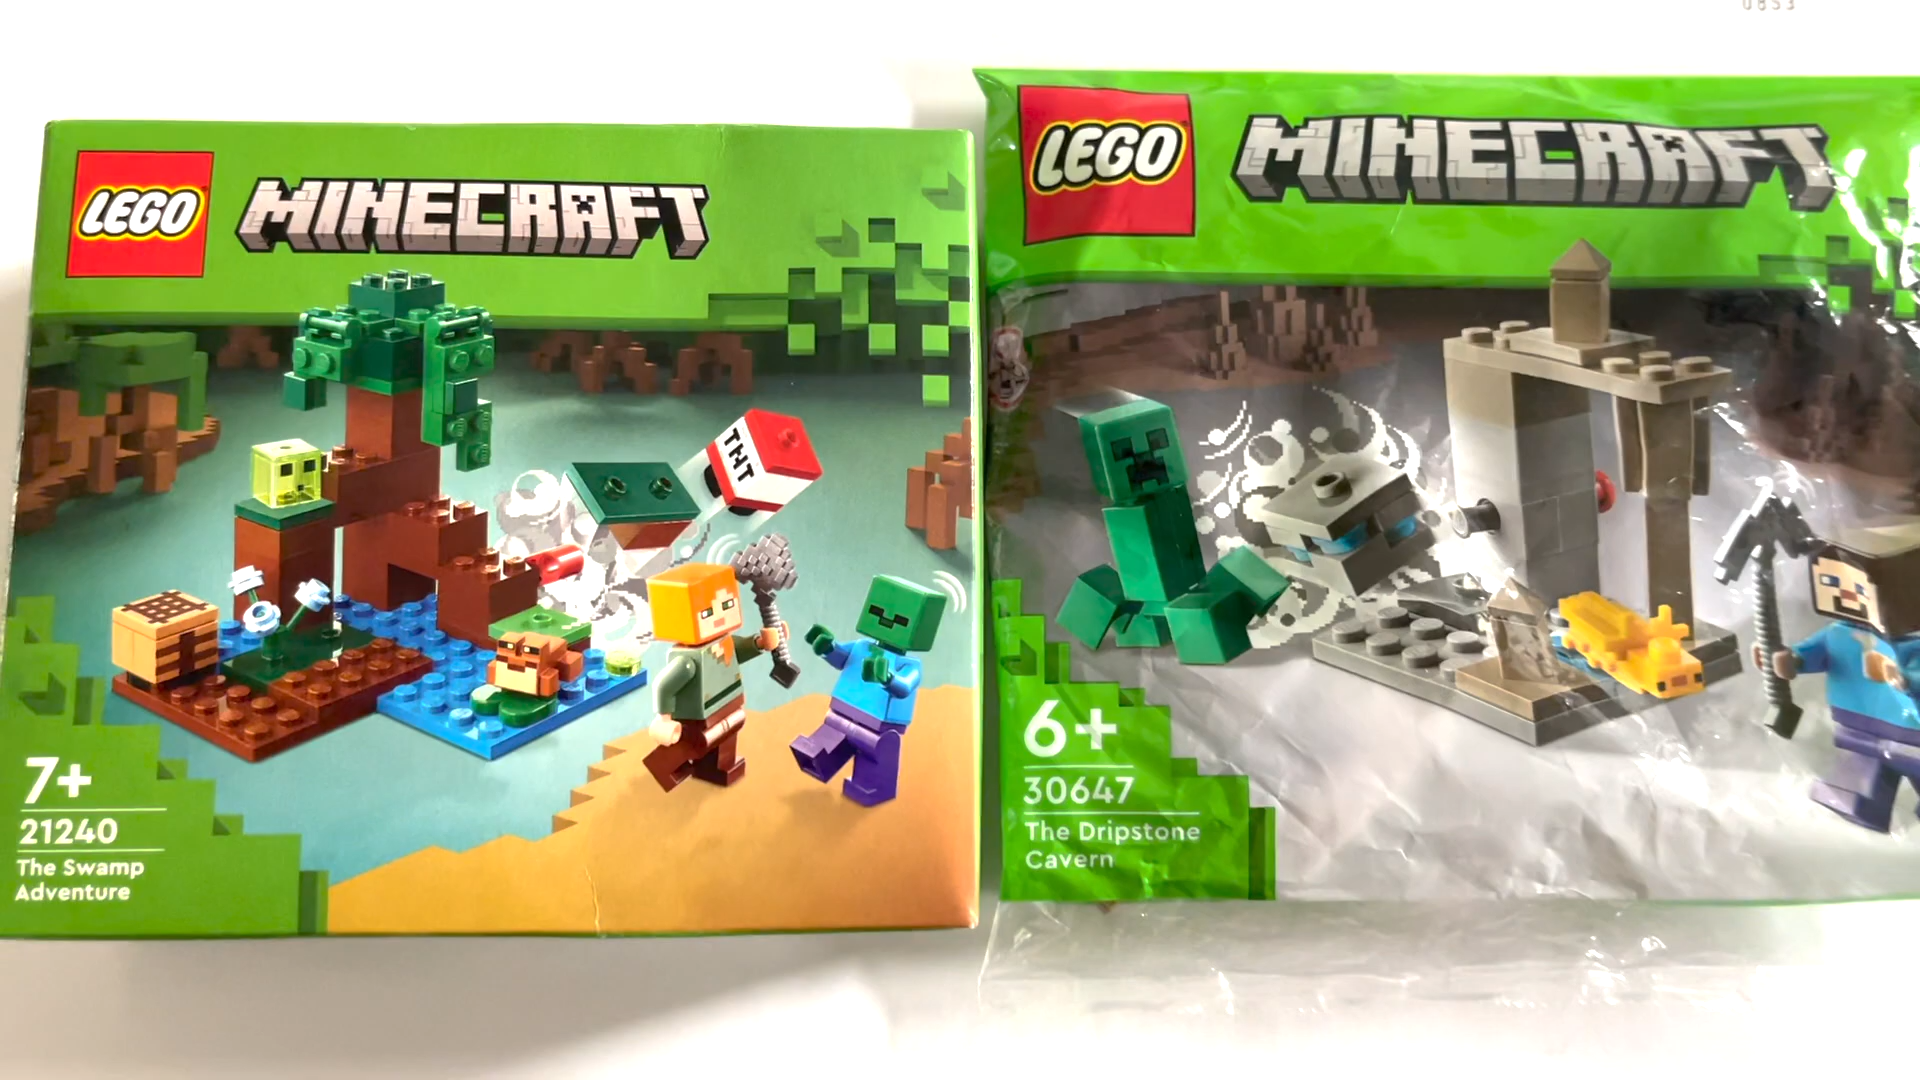 LEGO
MINECRAFT
TNT
7+
21240
The Swamp
Adventure
LEGO
MINECRAFT
6+
30647
The Dripstone
Cavern